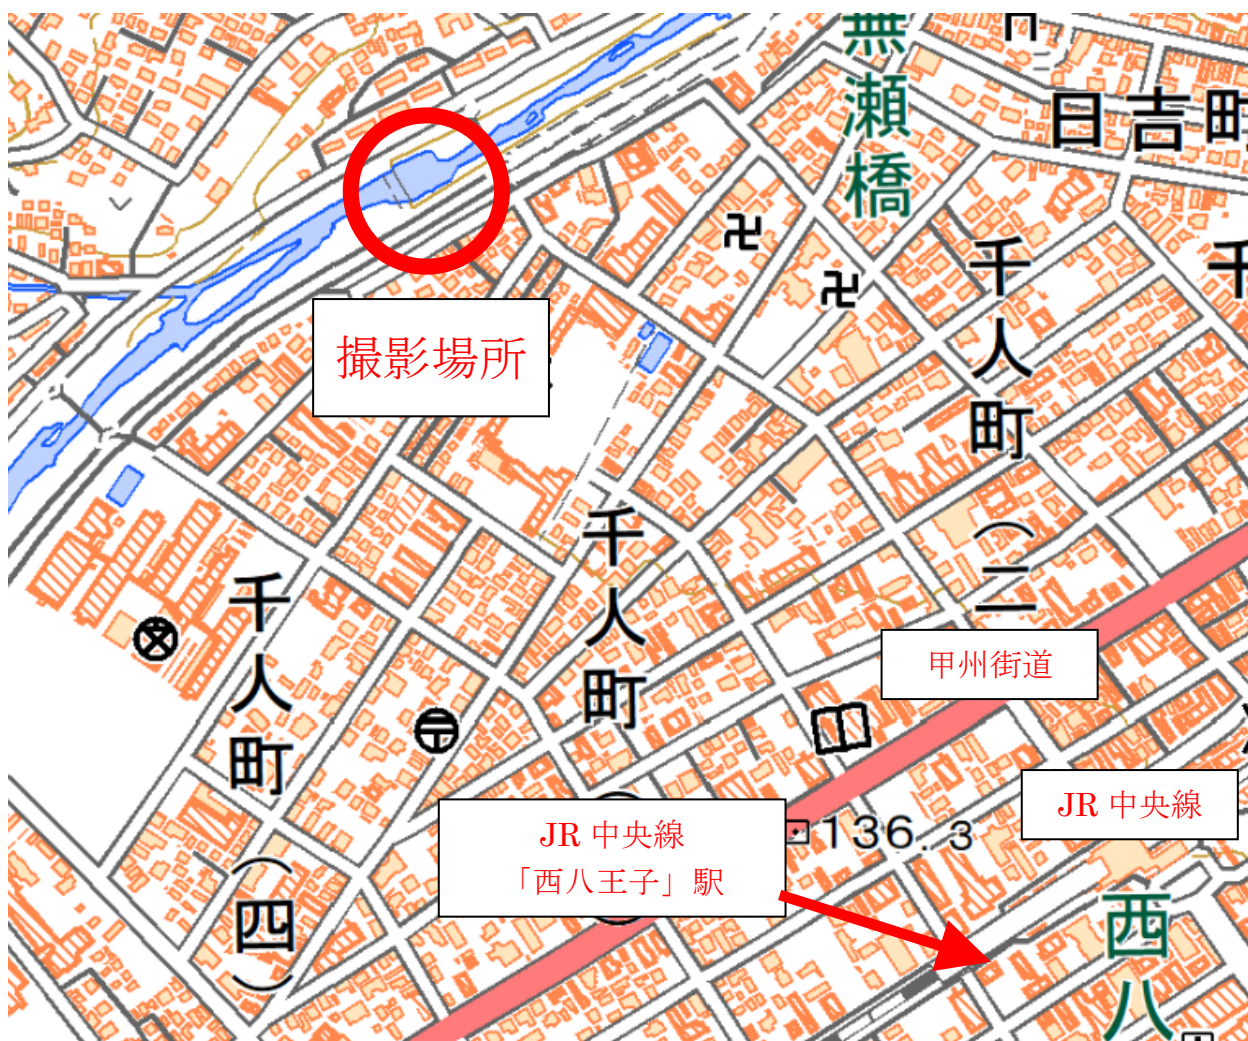 無瀬橋
日吉町
千人町
(二)
千
撮影場所
千人町
千人町
(四)
甲州街道
JR 中央線
JR 中央線
「西八王子」駅
136.3
西八